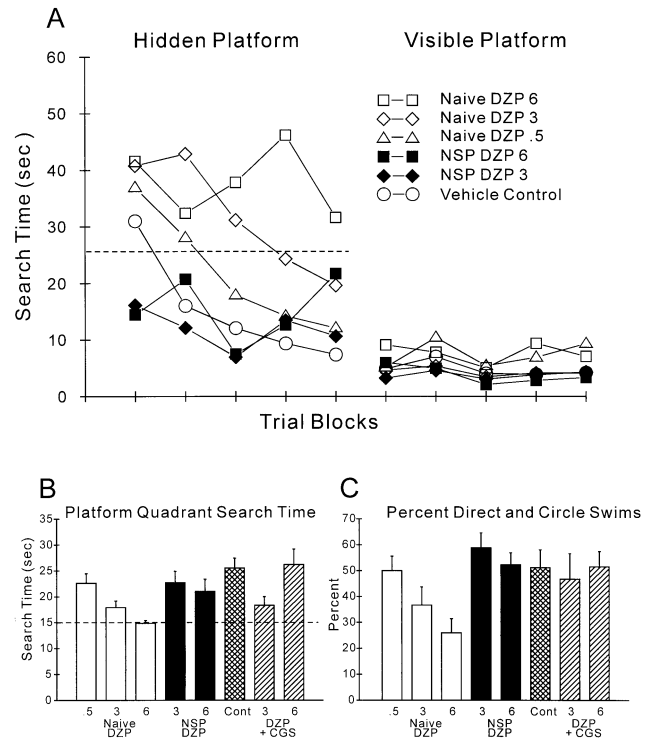 A
Hidden Platform Visible Platform
60
50
40
30
20
10
0
Search Time (sec)
Naive DZP 6
Naive DZP 3
Naive DZP .5
NSP DZP 6
NSP DZP 3
Vehicle Control
Trial Blocks
B
Platform Quadrant Search Time
35
30
25
20
15
10
5
0
Search Time (sec)
.5 3 6 3 6 Cont 3 6
Naive NSP DZP
DZP DZP + CGS
C
Percent Direct and Circle Swims
70
60
50
40
30
20
10
0
Percent
.5 3 6 3 6 Cont 3 6
Naive NSP DZP
DZP DZP + CGS